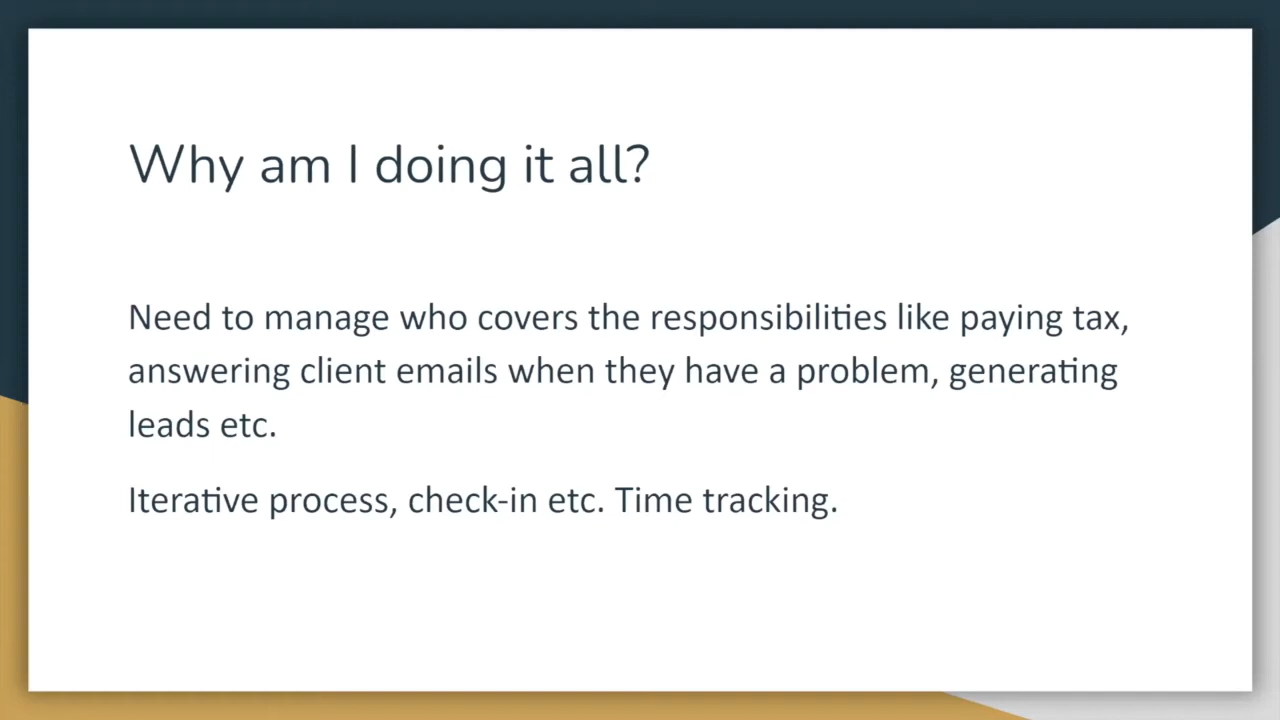 Why am I doing it all?
Need to manage who covers the responsibilities like paying tax,
answering client emails when they have a problem, generating
leads etc.
Iterative process, check-in etc. Time tracking.